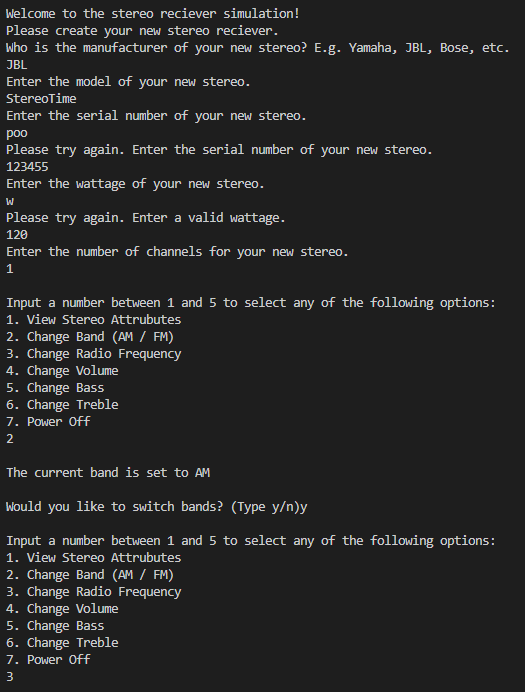 Welcome to the stereo reciever simulation!
Please create your new stereo reciever.
Who is the manufacturer of your new stereo? E.g. Yamaha, JBL, Bose, etc.
JBL
Enter the model of your new stereo.
StereoTime
Enter the serial number of your new stereo.
poo
Please try again. Enter the serial number of your new stereo.
123455
Enter the wattage of your new stereo.
w
Please try again. Enter a valid wattage.
120
Enter the number of channels for your new stereo.
1
Input a number between 1 and 5 to select any of the following options:
1. View Stereo Attrubutes
2. Change Band (AM / FM)
3. Change Radio Frequency
4. Change Volume
5. Change Bass
6. Change Treble
7. Power Off
2
The current band is set to AM
Would you like to switch bands? (Type y/n)y
Input a number between 1 and 5 to select any of the following options:
1. View Stereo Attrubutes
2. Change Band (AM / FM)
3. Change Radio Frequency
4. Change Volume
5. Change Bass
6. Change Treble
7. Power Off
3